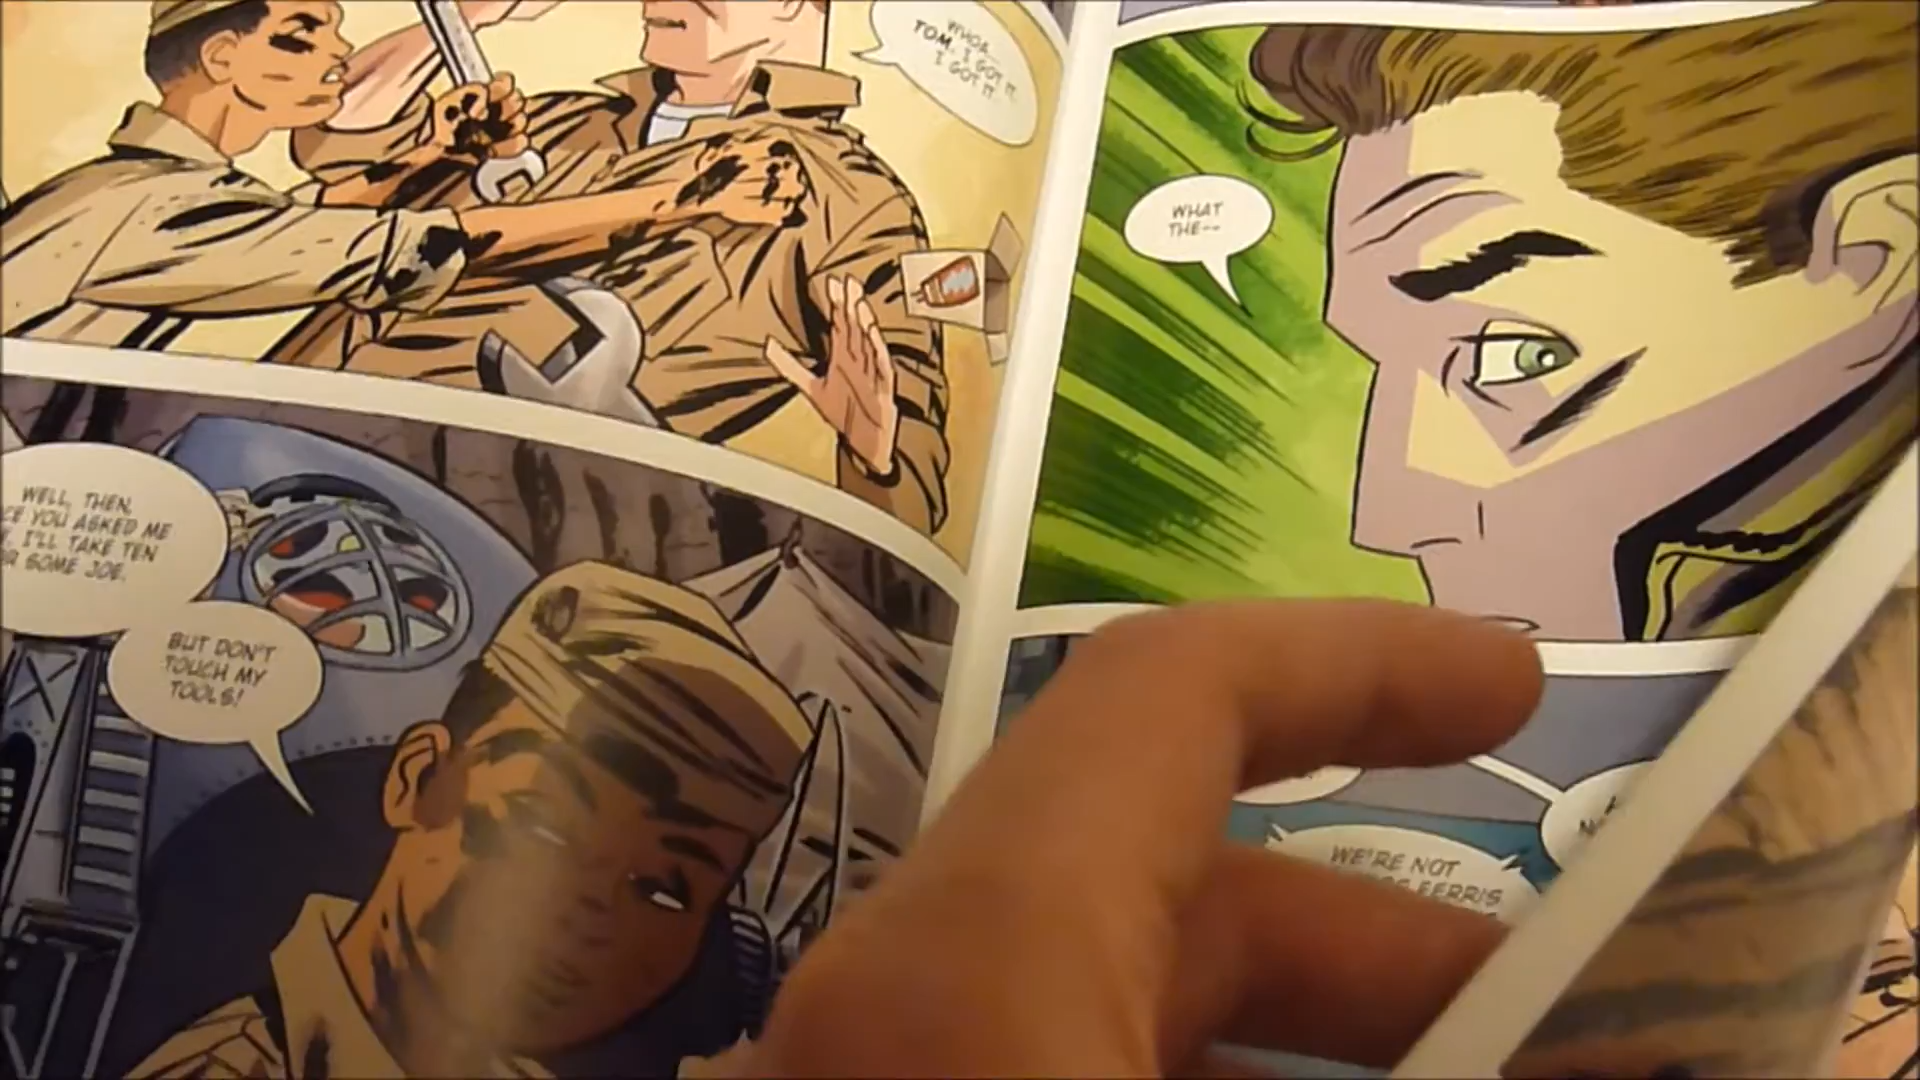 WHOA...
TOM. I GOT IT.
I GOT IT.
WELL, THEN,
YOU ASKED ME
I'LL TAKE TEN
SOME JOE.
BUT DON'T
TOUCH MY
TOOLS!
WHAT
THE--
WE'RE NOT
FERRIS